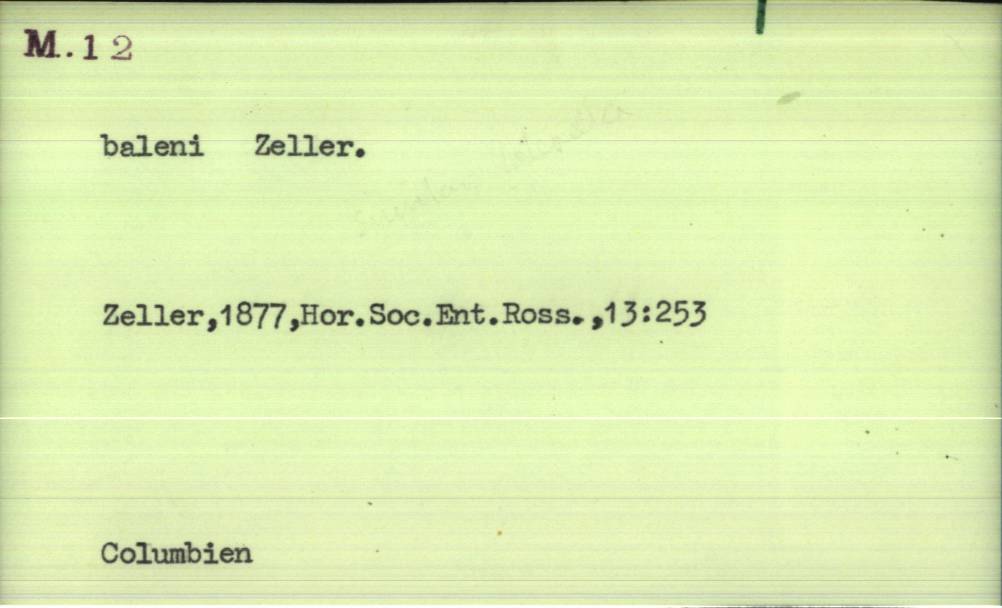 M.12
baleni Zeller.
Zeller,1877,Hor.Soc.Ent.Ross.,13:253
Columbien